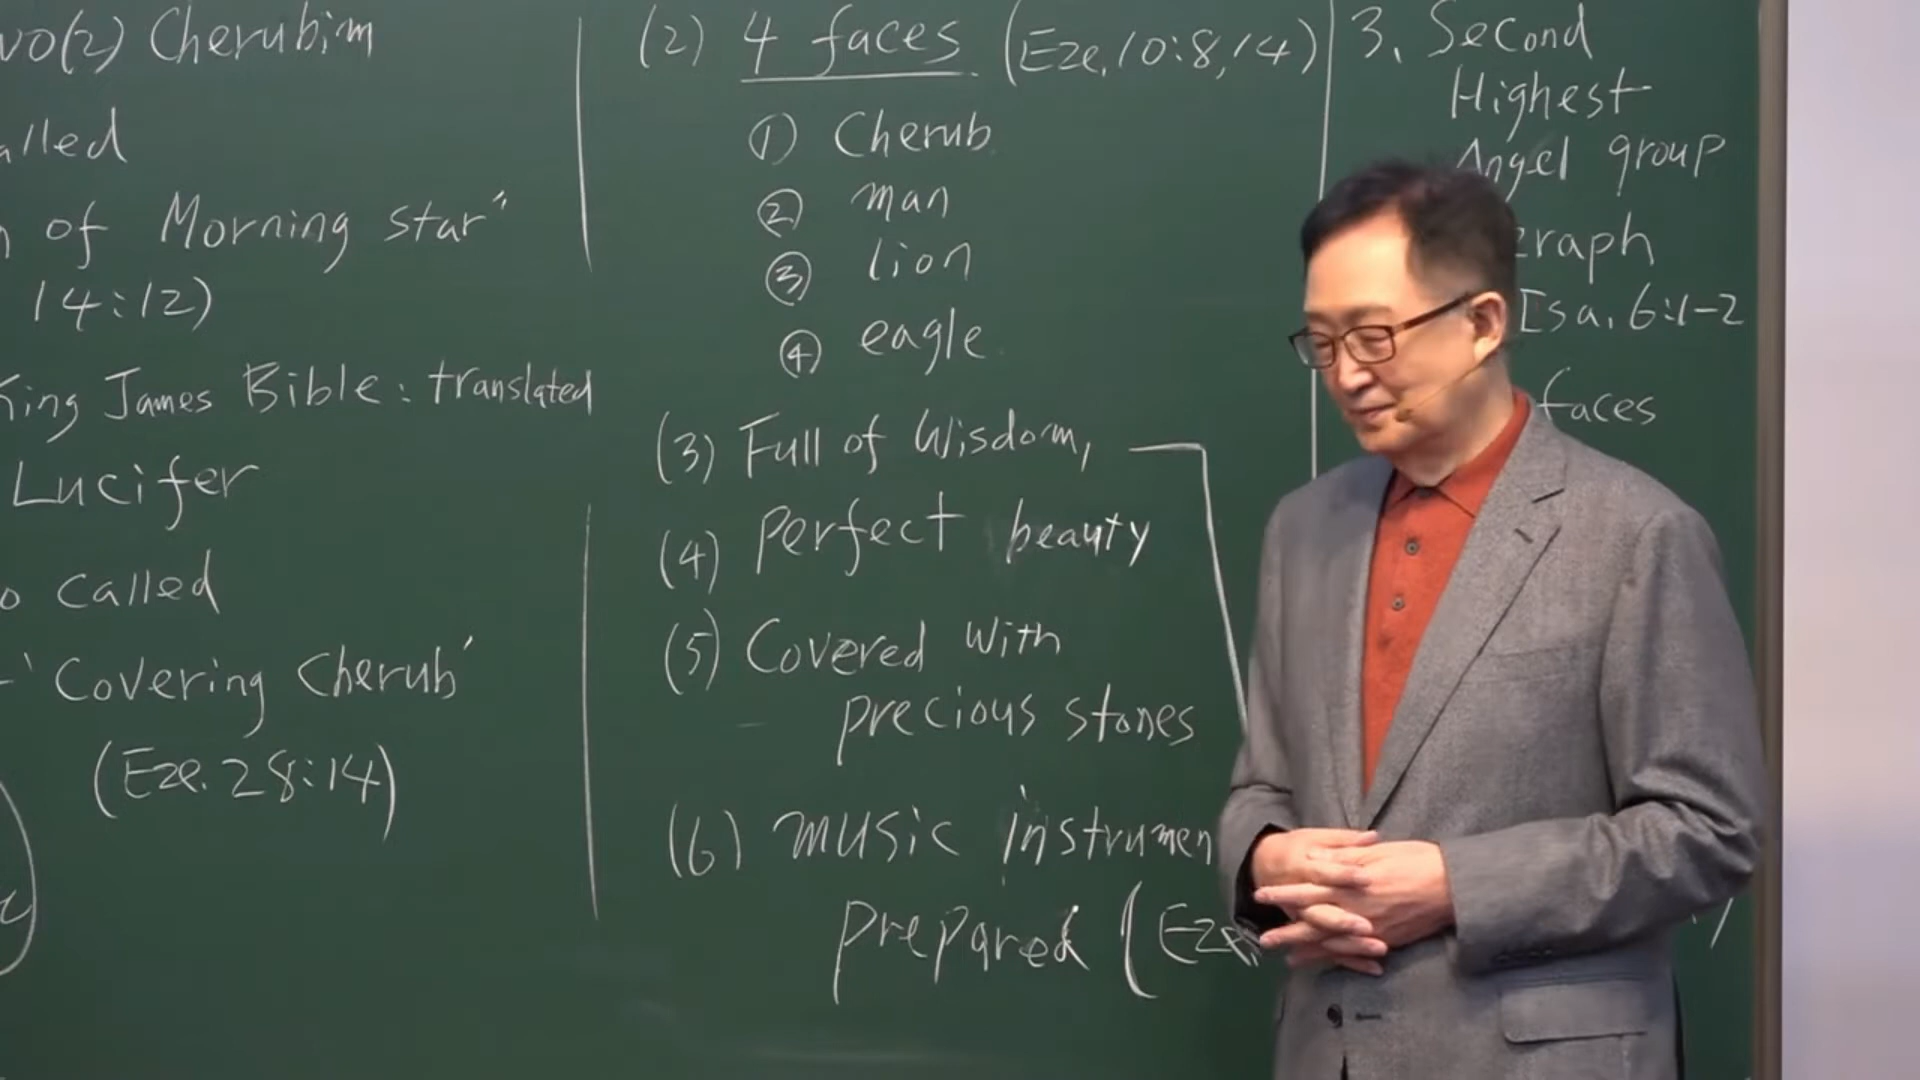 Cherubim
called
of Morning star"
14:12)
King James Bible: translated
Lucifer
called
'Covering Cherub'
(Eze. 28:14)
(2) 4 faces (Eze. 10:8, 14)
① Cherub
② man
③ lion
④ eagle
(3) Full of Wisdom,
(4) perfect beauty
(5) Covered with
precious stones
(6) music instrumen
prepared (Eze.
3. Second
Highest
Angel group
eraph
Isa. 6:1-2
faces